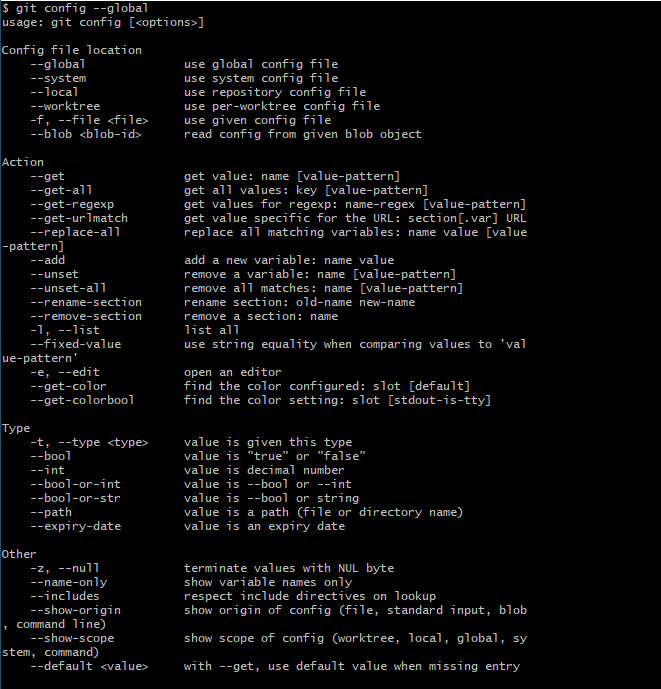 $ git config --global
usage: git config [<options>]

Config file location
    --global              use global config file
    --system              use system config file
    --local               use repository config file
    --worktree            use per-worktree config file
    -f, --file <file>     use given config file
    --blob <blob-id>      read config from given blob object

Action
    --get                 get value: name [value-pattern]
    --get-all             get all values: key [value-pattern]
    --get-regexp          get values for regexp: name-regex [value-pattern]
    --get-urlmatch        get value specific for the URL: section[.var] URL
    --replace-all         replace all matching variables: name value [value
-pattern]
    --add                 add a new variable: name value
    --unset               remove a variable: name [value-pattern]
    --unset-all           remove all matches: name [value-pattern]
    --rename-section      rename section: old-name new-name
    --remove-section      remove a section: name
    -l, --list            list all
    --fixed-value         use string equality when comparing values to 'val
ue-pattern'
    -e, --edit            open an editor
    --get-color           find the color configured: slot [default]
    --get-colorbool       find the color setting: slot [stdout-is-tty]

Type
    -t, --type <type>     value is given this type
    --bool                value is "true" or "false"
    --int                 value is decimal number
    --bool-or-int         value is --bool or --int
    --bool-or-str         value is --bool or string
    --path                value is a path (file or directory name)
    --expiry-date         value is an expiry date

Other
    -z, --null            terminate values with NUL byte
    --name-only           show variable names only
    --includes            respect include directives on lookup
    --show-origin         show origin of config (file, standard input, blob
, command line)
    --show-scope          show scope of config (worktree, local, global, sy
stem, command)
    --default <value>     with --get, use default value when missing entry